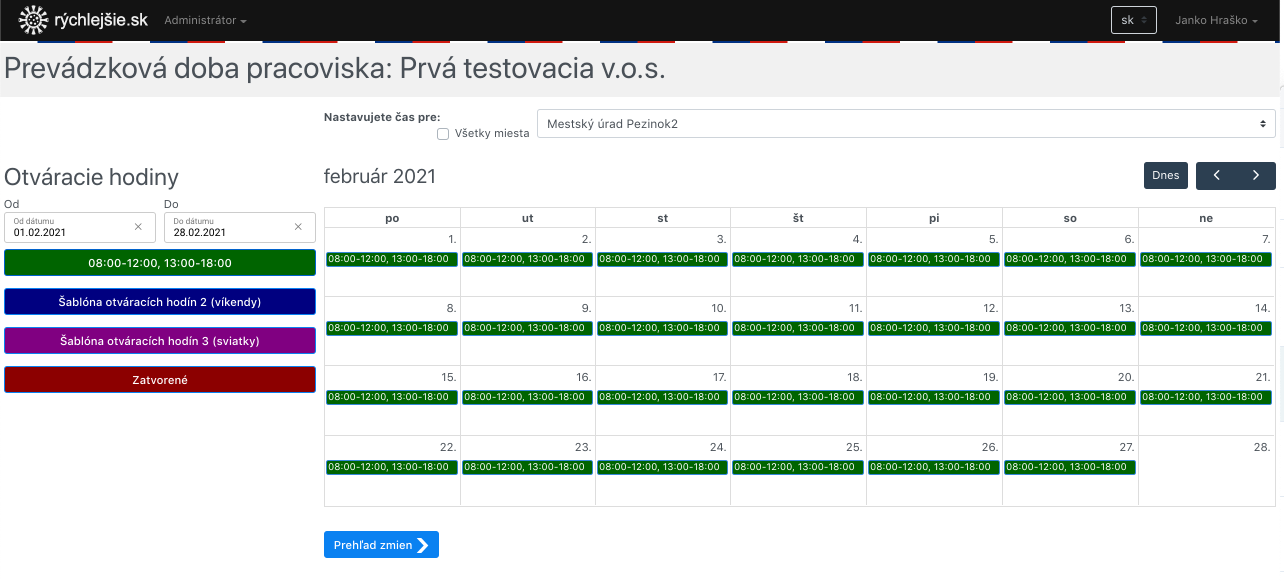 rýchlejšie.sk Administrátor sk Janko Hraško
Prevádzková doba pracoviska: Prvá testovacia v.o.s.
Nastavujete čas pre:
Všetky miesta
Mestský úrad Pezinok2
Otváracie hodiny
Od Do
Od dátumu Do dátumu
01.02.2021 28.02.2021
08:00-12:00, 13:00-18:00
Šablóna otváracích hodín 2 (víkendy)
Šablóna otváracích hodín 3 (sviatky)
Zatvorené
február 2021 Dnes
po ut st št pi so ne
1. 2. 3. 4. 5. 6. 7.
08:00-12:00, 13:00-18:00 08:00-12:00, 13:00-18:00 08:00-12:00, 13:00-18:00 08:00-12:00, 13:00-18:00 08:00-12:00, 13:00-18:00 08:00-12:00, 13:00-18:00 08:00-12:00, 13:00-18:00
8. 9. 10. 11. 12. 13. 14.
08:00-12:00, 13:00-18:00 08:00-12:00, 13:00-18:00 08:00-12:00, 13:00-18:00 08:00-12:00, 13:00-18:00 08:00-12:00, 13:00-18:00 08:00-12:00, 13:00-18:00 08:00-12:00, 13:00-18:00
15. 16. 17. 18. 19. 20. 21.
08:00-12:00, 13:00-18:00 08:00-12:00, 13:00-18:00 08:00-12:00, 13:00-18:00 08:00-12:00, 13:00-18:00 08:00-12:00, 13:00-18:00 08:00-12:00, 13:00-18:00 08:00-12:00, 13:00-18:00
22. 23. 24. 25. 26. 27. 28.
08:00-12:00, 13:00-18:00 08:00-12:00, 13:00-18:00 08:00-12:00, 13:00-18:00 08:00-12:00, 13:00-18:00 08:00-12:00, 13:00-18:00 08:00-12:00, 13:00-18:00
Prehľad zmien